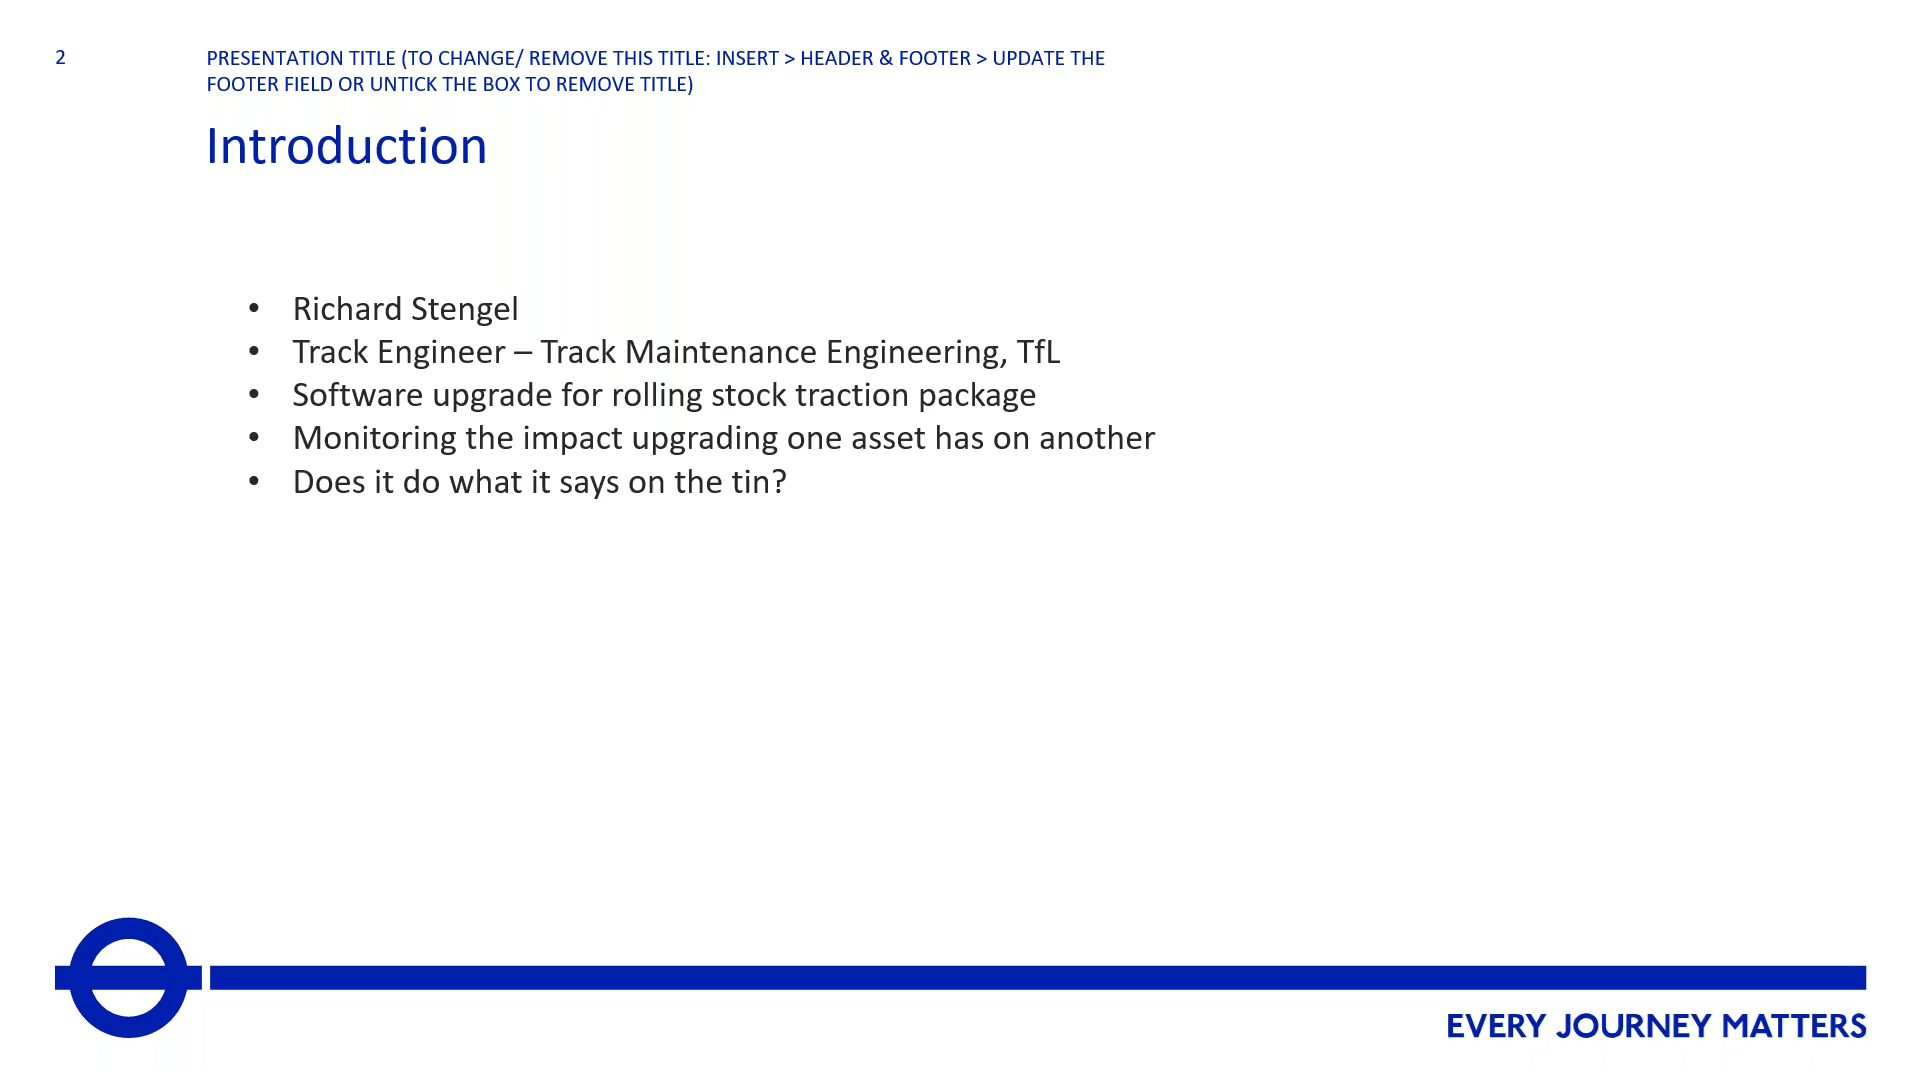 2
PRESENTATION TITLE (TO CHANGE/ REMOVE THIS TITLE: INSERT > HEADER & FOOTER > UPDATE THE
FOOTER FIELD OR UNTICK THE BOX TO REMOVE TITLE)
Introduction
• Richard Stengel
• Track Engineer – Track Maintenance Engineering, TfL
• Software upgrade for rolling stock traction package
• Monitoring the impact upgrading one asset has on another
• Does it do what it says on the tin?
EVERY JOURNEY MATTERS